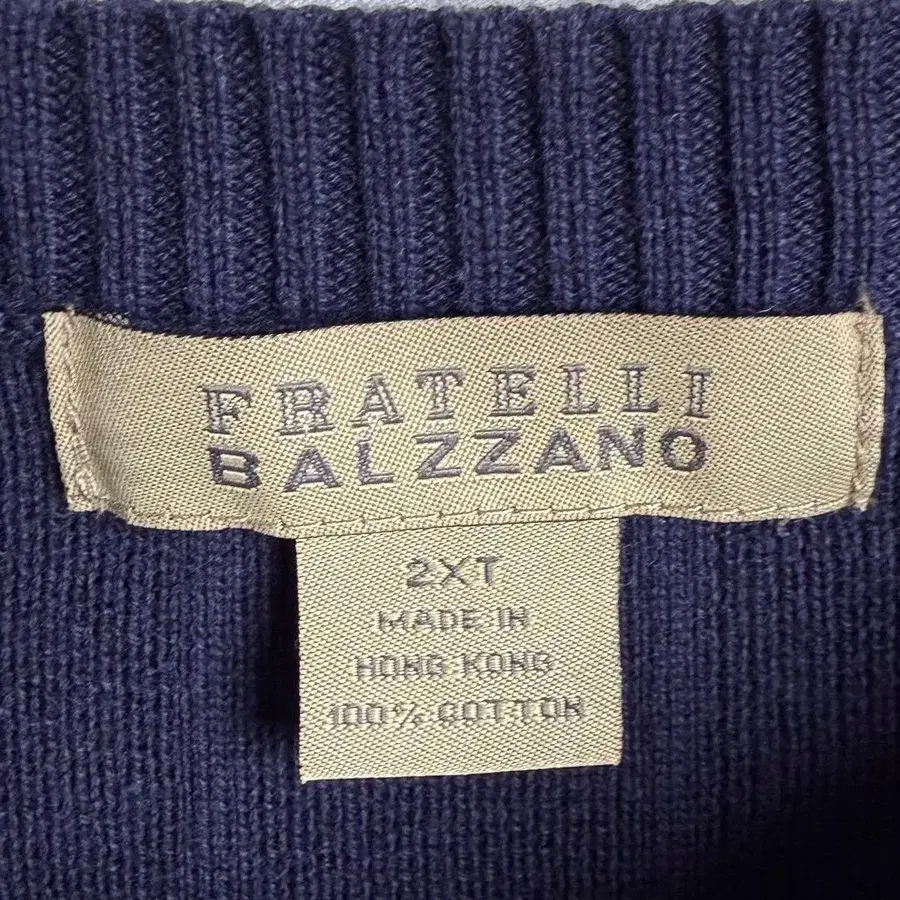 FRATELLI
BALZZANO
2XT
MADE IN
HONG KONG
100% COTTON